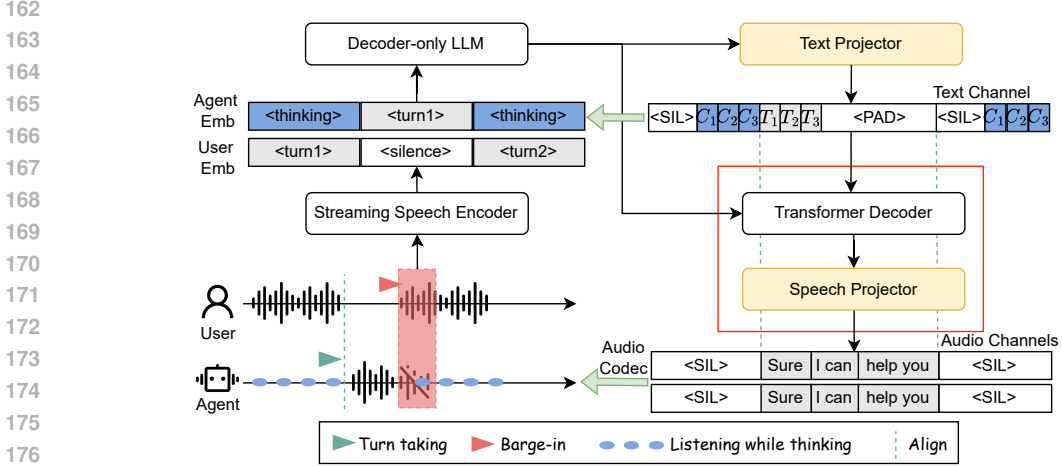 162
163
164
165
166
167
168
169
170
171
172
173
174
175
176
Decoder-only LLM
Text Projector
Text Channel
Agent Emb
<thinking> <turn1> <thinking>
<SIL> C1 C2 C3 T1 T2 T3 <PAD> <SIL> C1 C2 C3
User Emb
<turn1> <silence> <turn2>
Streaming Speech Encoder
Transformer Decoder
Speech Projector
User
Audio Channels
Audio Codec
<SIL> Sure I can help you <SIL>
<SIL> Sure I can help you <SIL>
Agent
Turn taking Barge-in Listening while thinking Align